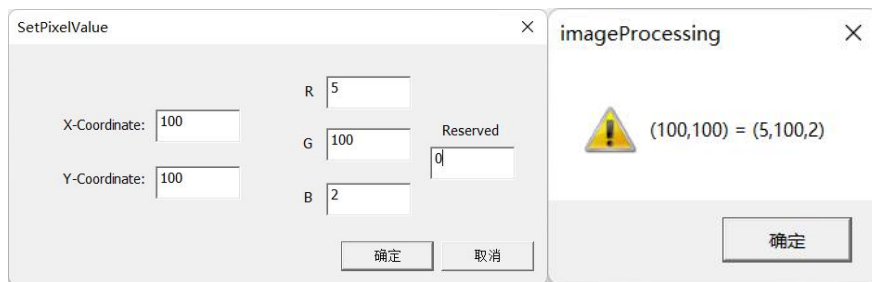 SetPixelValue
X-Coordinate: 100
Y-Coordinate: 100
R 5
G 100
B 2
Reserved
0
确定 取消
imageProcessing
(100,100) = (5,100,2)
确定